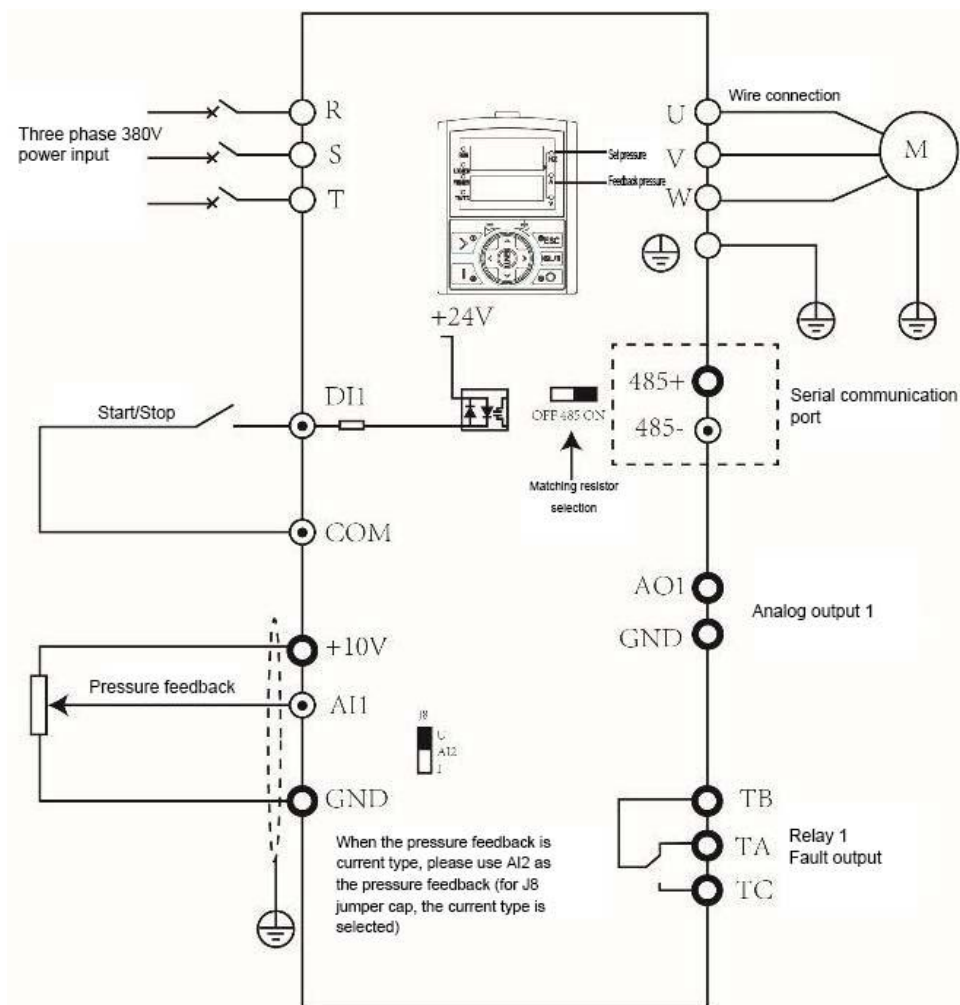 R
S
T
Three phase 380V
power input
U
V
W
Wire connection
M
Set pressure
Feedback pressure
ESC
+24V
DI1
Start/Stop
COM
OFF 485 ON
Matching resistor
selection
485+
485-
Serial communication
port
AO1
GND
Analog output 1
+10V
Pressure feedback
AI1
GND
J8
U
AI2
I
When the pressure feedback is
current type, please use AI2 as
the pressure feedback (for J8
jumper cap, the current type is
selected)
TB
TA
TC
Relay 1
Fault output